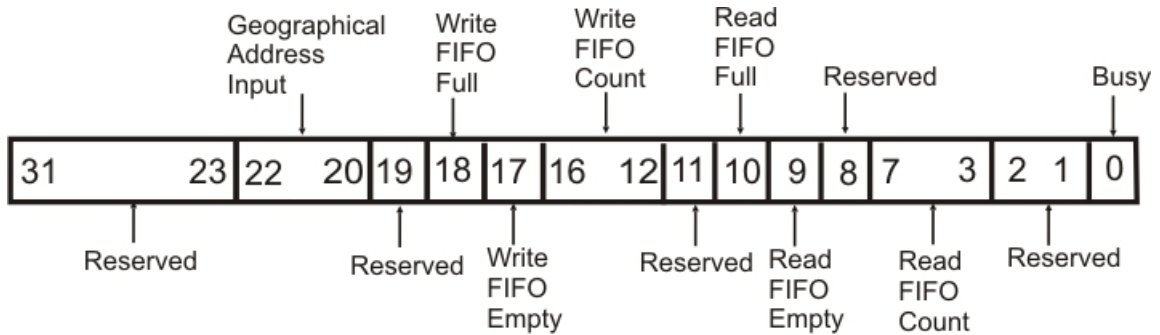 Geographical
Address
Input
Write
FIFO
Full
Write
FIFO
Count
Read
FIFO
Full
Reserved
Busy
31 23 22 20 19 18 17 16 12 11 10 9 8 7 3 2 1 0
Reserved
Reserved
Write
FIFO
Empty
Reserved
Read
FIFO
Empty
Read
FIFO
Count
Reserved